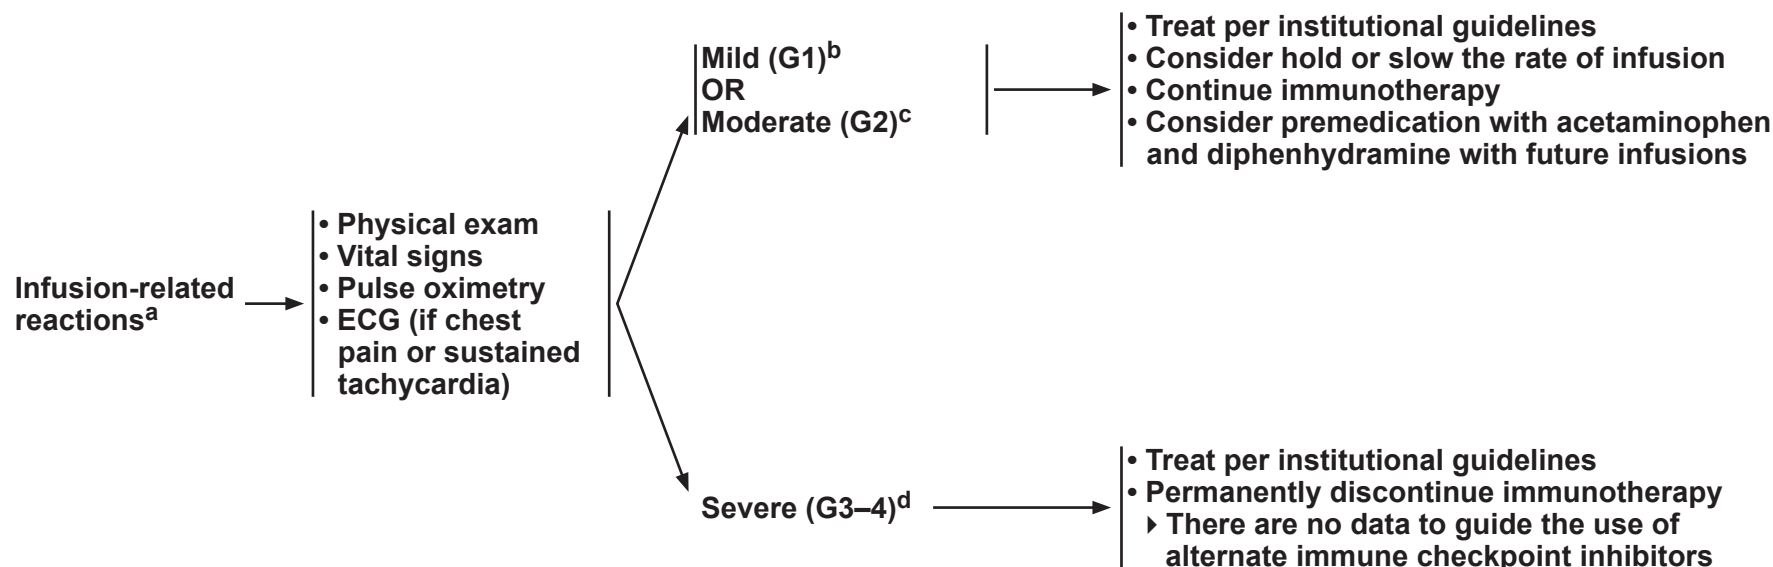 Infusion-related
reactionsᵃ
• Physical exam
• Vital signs
• Pulse oximetry
• ECG (if chest
pain or sustained
tachycardia)
Mild (G1)ᵇ
OR
Moderate (G2)ᶜ
• Treat per institutional guidelines
• Consider hold or slow the rate of infusion
• Continue immunotherapy
• Consider premedication with acetaminophen
and diphenhydramine with future infusions
Severe (G3–4)ᵈ
• Treat per institutional guidelines
• Permanently discontinue immunotherapy
▸ There are no data to guide the use of
alternate immune checkpoint inhibitors